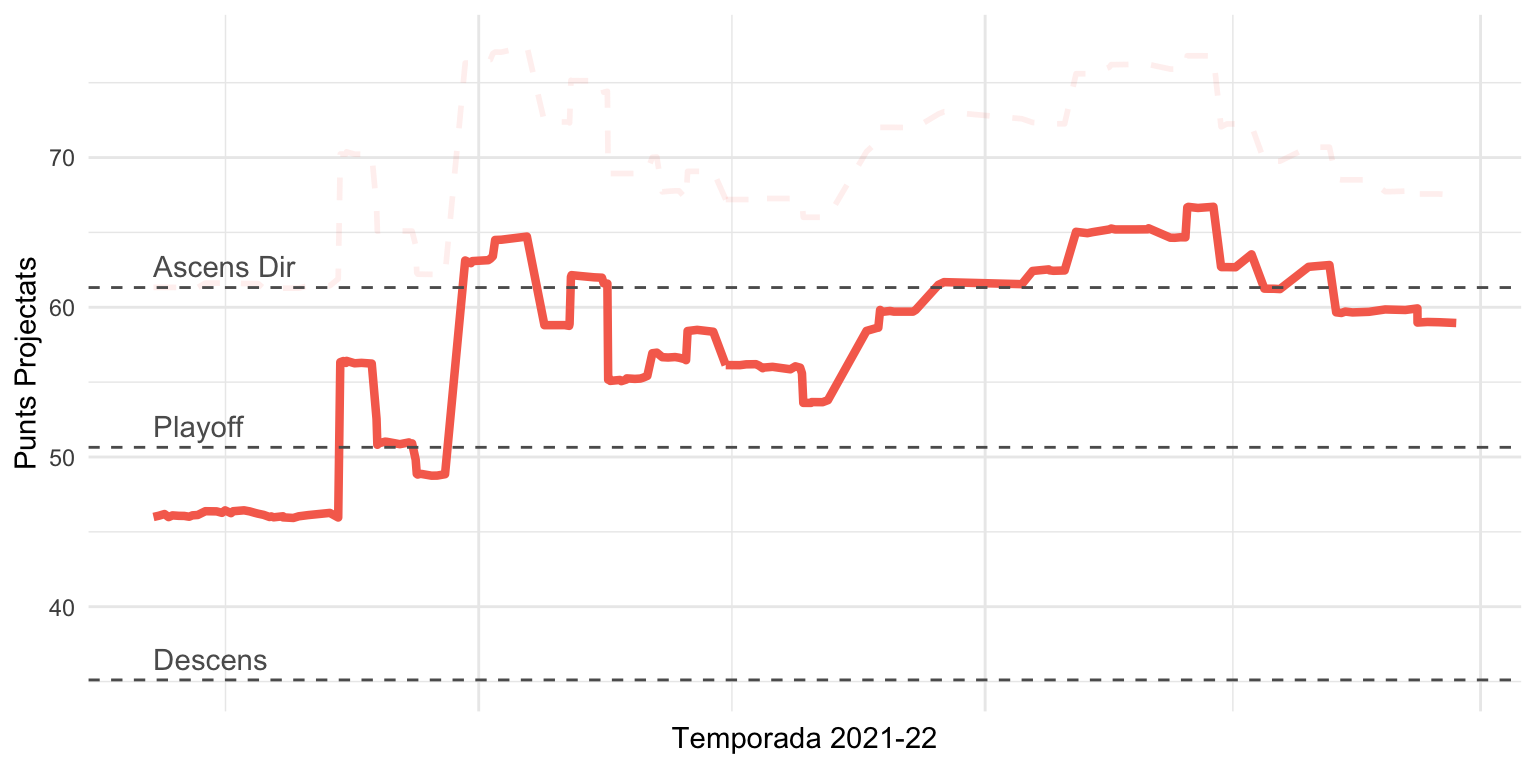 70
Ascens Dir
60
Playoff
50
40
Descens
Punts Projectats
Temporada 2021-22